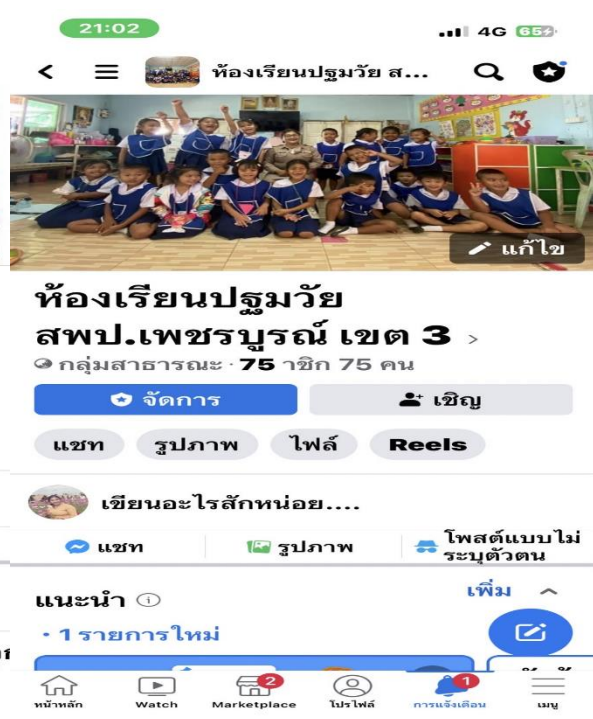 21:02 4G 65
ห้องเรียนปฐมวัย ส...
แก้ไข
ห้องเรียนปฐมวัย
สพป.เพชรบูรณ์ เขต 3 >
กลุ่มสาธารณะ · 75 าชิก 75 คน
จัดการ เชิญ
แชท รูปภาพ ไฟล์ Reels
เขียนอะไรสักหน่อย....
แชท รูปภาพ โพสต์แบบไม่
ระบุตัวตน
แนะนำ เพิ่ม
· 1 รายการใหม่
2 1
หน้าหลัก Watch Marketplace โปรไฟล์ การแจ้งเตือน เมนู